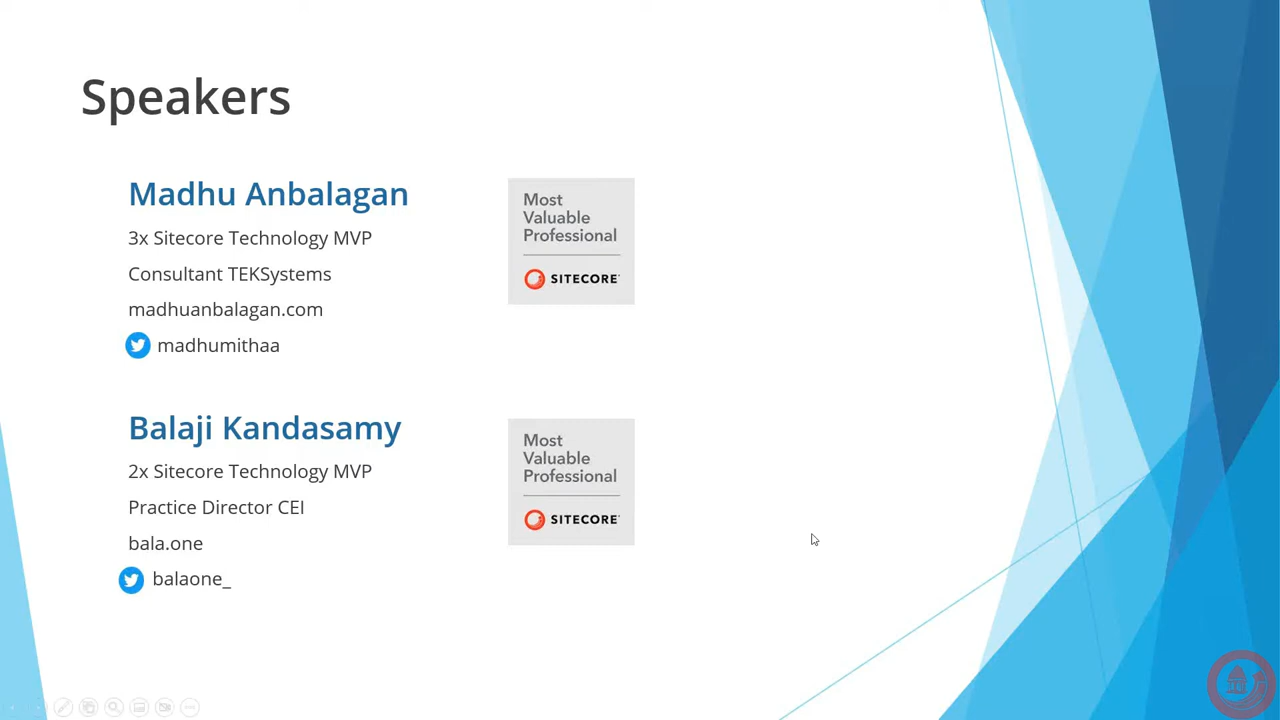 Speakers
Madhu Anbalagan
3x Sitecore Technology MVP
Consultant TEKSystems
madhuanbalagan.com
madhumithaa
Most
Valuable
Professional
SITECORE
Balaji Kandasamy
2x Sitecore Technology MVP
Practice Director CEI
bala.one
balaone_
Most
Valuable
Professional
SITECORE